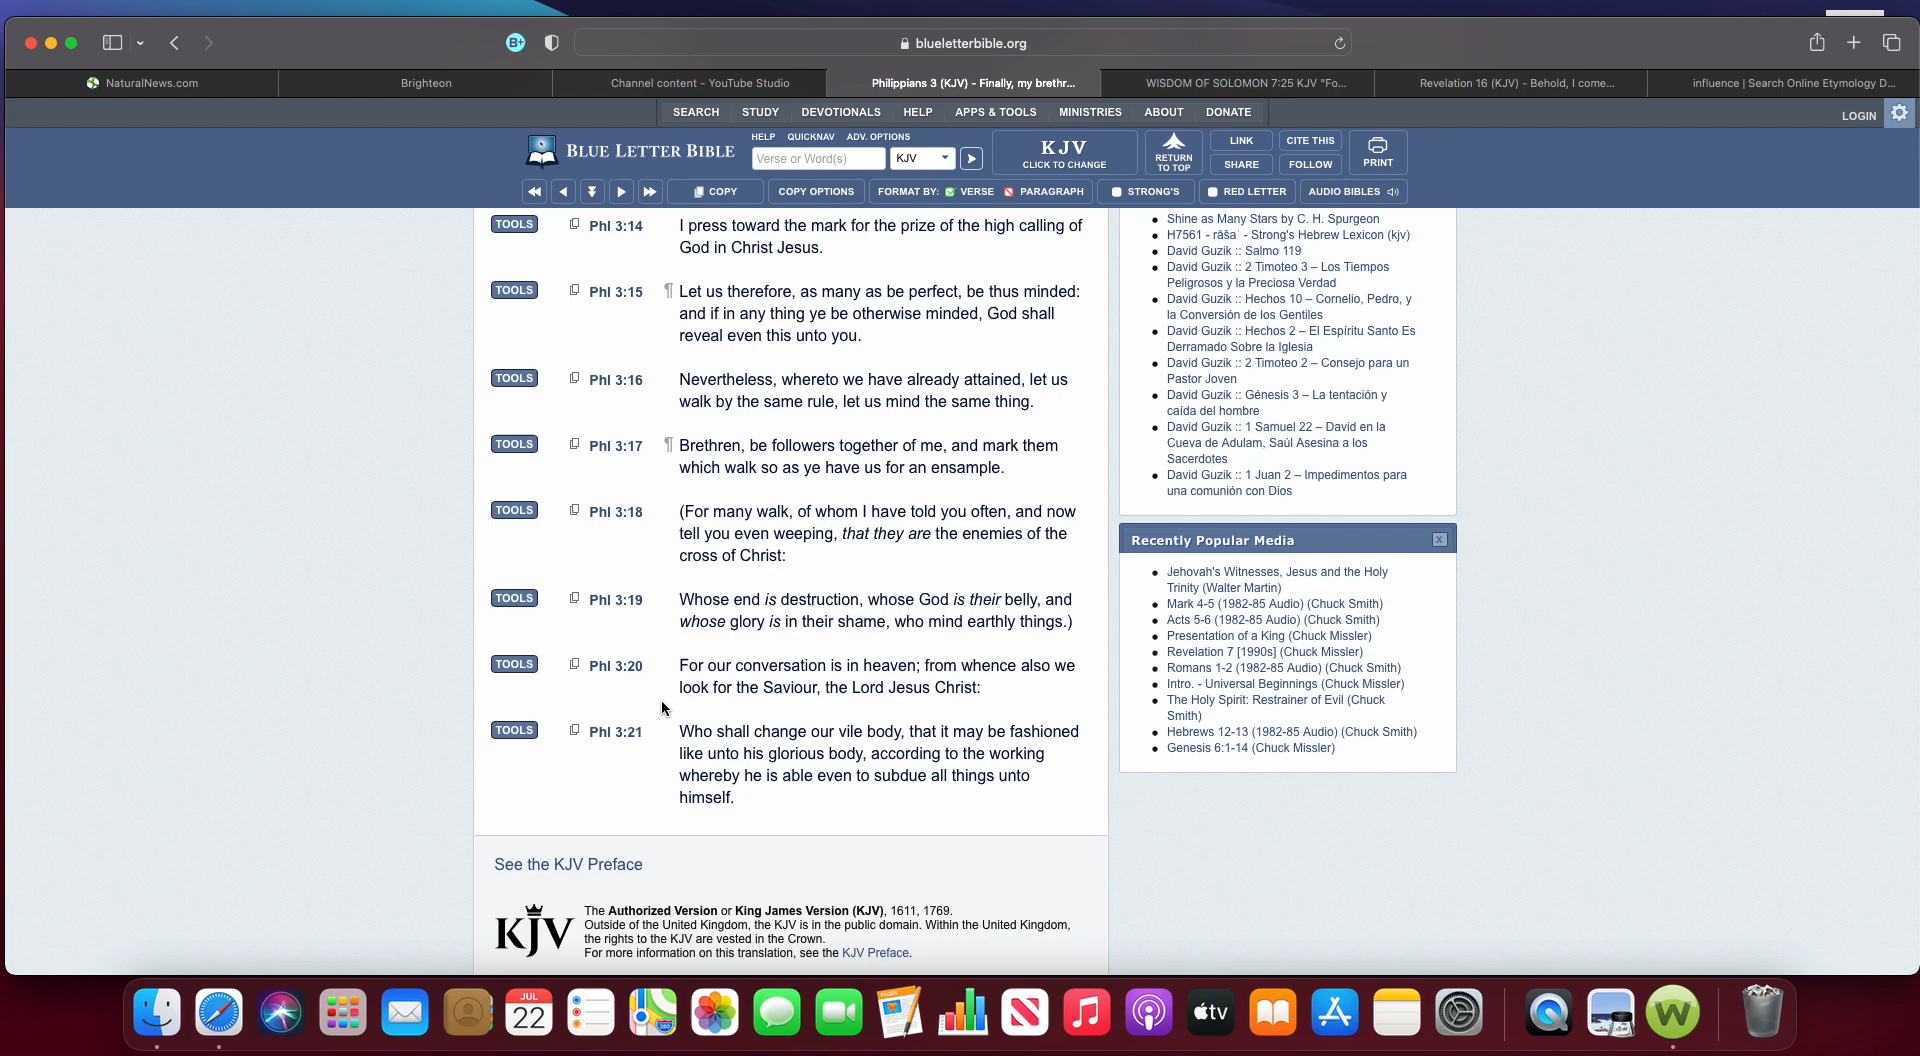 blueletterbible.org
NaturalNews.com
Brighteon
Channel content - YouTube Studio
Philippians 3 (KJV) - Finally, my brethr...
WISDOM OF SOLOMON 7:25 KJV "Fo...
Revelation 16 (KJV) - Behold, I come...
influence | Search Online Etymology D...
SEARCH STUDY DEVOTIONALS HELP APPS & TOOLS MINISTRIES ABOUT DONATE
LOGIN
BLUE LETTER BIBLE
HELP QUICKNAV ADV. OPTIONS
Verse or Word(s)
KJV
KJV
CLICK TO CHANGE
RETURN
TO TOP
LINK
CITE THIS
SHARE
FOLLOW
PRINT
COPY
COPY OPTIONS
FORMAT BY: VERSE PARAGRAPH
STRONG'S
RED LETTER
AUDIO BIBLES
TOOLS Phl 3:14 I press toward the mark for the prize of the high calling of
God in Christ Jesus.
TOOLS Phl 3:15 ¶ Let us therefore, as many as be perfect, be thus minded:
and if in any thing ye be otherwise minded, God shall
reveal even this unto you.
TOOLS Phl 3:16 Nevertheless, whereto we have already attained, let us
walk by the same rule, let us mind the same thing.
TOOLS Phl 3:17 ¶ Brethren, be followers together of me, and mark them
which walk so as ye have us for an ensample.
TOOLS Phl 3:18 (For many walk, of whom I have told you often, and now
tell you even weeping, that they are the enemies of the
cross of Christ:
TOOLS Phl 3:19 Whose end is destruction, whose God is their belly, and
whose glory is in their shame, who mind earthly things.)
TOOLS Phl 3:20 For our conversation is in heaven; from whence also we
look for the Saviour, the Lord Jesus Christ:
TOOLS Phl 3:21 Who shall change our vile body, that it may be fashioned
like unto his glorious body, according to the working
whereby he is able even to subdue all things unto
himself.
See the KJV Preface
KJV
The Authorized Version or King James Version (KJV), 1611, 1769.
Outside of the United Kingdom, the KJV is in the public domain. Within the United Kingdom,
the rights to the KJV are vested in the Crown.
For more information on this translation, see the KJV Preface.
Shine as Many Stars by C. H. Spurgeon
H7561 - rāšaʿ - Strong's Hebrew Lexicon (kjv)
David Guzik :: Salmo 119
David Guzik :: 2 Timoteo 3 – Los Tiempos
Peligrosos y la Preciosa Verdad
David Guzik :: Hechos 10 – Cornelio, Pedro, y
la Conversión de los Gentiles
David Guzik :: Hechos 2 – El Espíritu Santo Es
Derramado Sobre la Iglesia
David Guzik :: 2 Timoteo 2 – Consejo para un
Pastor Joven
David Guzik :: Génesis 3 – La tentación y
caída del hombre
David Guzik :: 1 Samuel 22 – David en la
Cueva de Adulam, Saúl Asesina a los
Sacerdotes
David Guzik :: 1 Juan 2 – Impedimentos para
una comunión con Dios
Recently Popular Media x
Jehovah's Witnesses, Jesus and the Holy
Trinity (Walter Martin)
Mark 4-5 (1982-85 Audio) (Chuck Smith)
Acts 5-6 (1982-85 Audio) (Chuck Smith)
Presentation of a King (Chuck Missler)
Revelation 7 [1990s] (Chuck Missler)
Romans 1-2 (1982-85 Audio) (Chuck Smith)
Intro. - Universal Beginnings (Chuck Missler)
The Holy Spirit: Restrainer of Evil (Chuck
Smith)
Hebrews 12-13 (1982-85 Audio) (Chuck Smith)
Genesis 6:1-14 (Chuck Missler)
JUL
22
280
tv
W